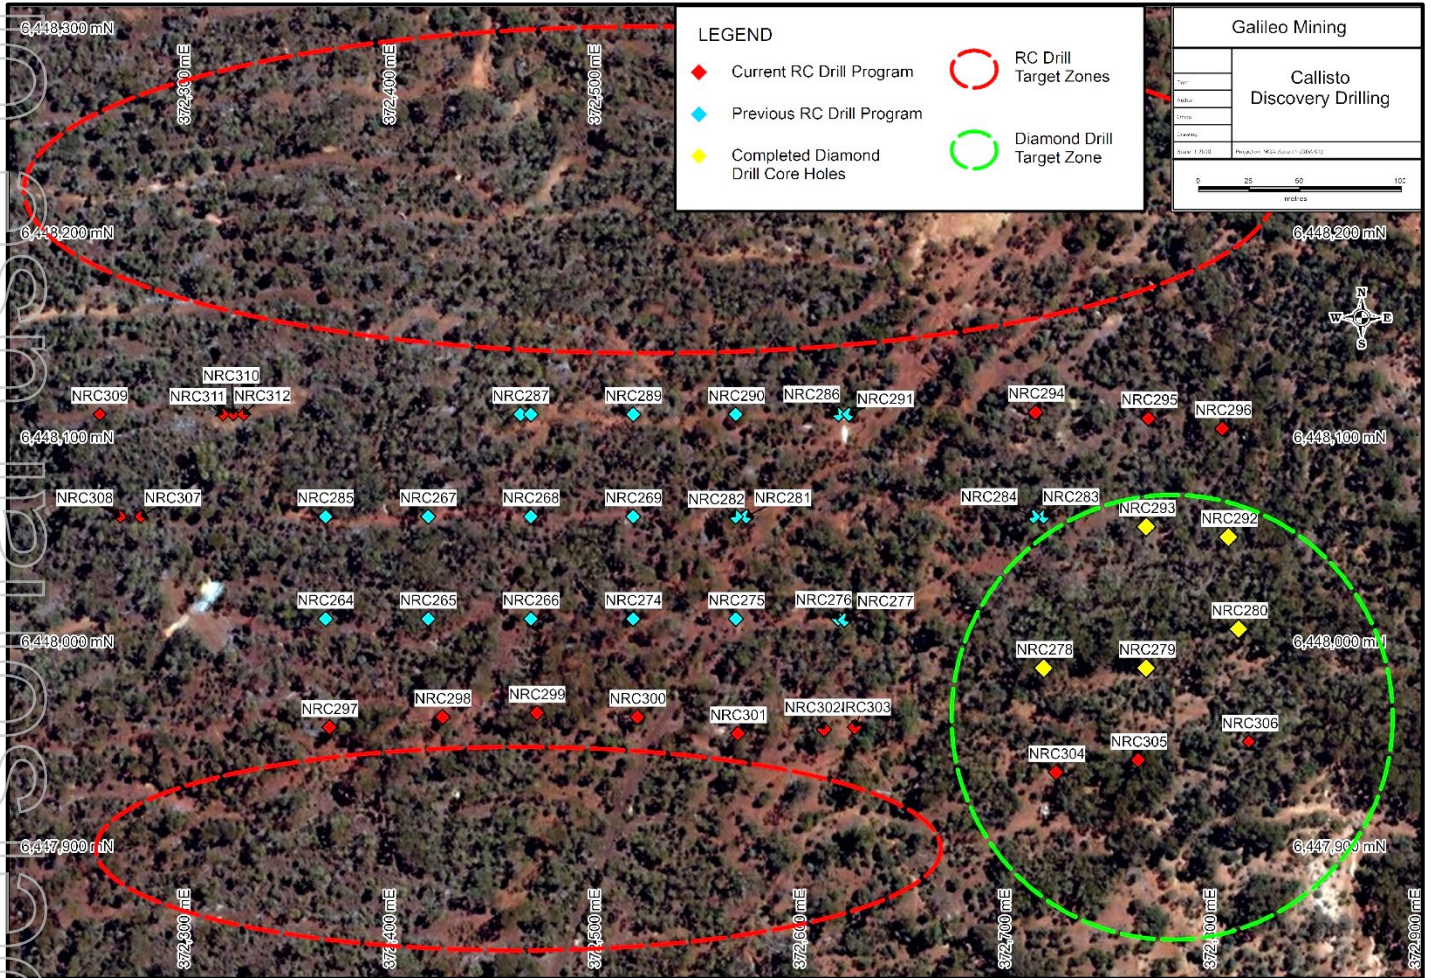 6,448,300 mN
372,300 mE
372,400 mE
372,500 mE
LEGEND
Current RC Drill Program
Previous RC Drill Program
Completed Diamond
Drill Core Holes
RC Drill
Target Zones
Diamond Drill
Target Zone
Galileo Mining
Callisto
Discovery Drilling
0 25 50 100
metres
6,448,200 mN
6,448,200 mN
N
W E
S
NRC310
NRC309
NRC311
NRC312
NRC287
NRC289
NRC290
NRC286
NRC291
NRC294
NRC295
NRC296
6,448,100 mN
6,448,100 mN
NRC308
NRC307
NRC285
NRC267
NRC268
NRC269
NRC282
NRC281
NRC284
NRC283
NRC293
NRC292
NRC264
NRC265
NRC266
NRC274
NRC275
NRC276
NRC277
NRC280
6,448,000 mN
6,448,000 mN
NRC278
NRC279
NRC297
NRC298
NRC299
NRC300
NRC301
NRC302
NRC303
NRC306
NRC304
NRC305
6,447,900 mN
6,447,900 mN
372,300 mE
372,400 mE
372,500 mE
372,600 mE
372,700 mE
372,800 mE
372,900 mE